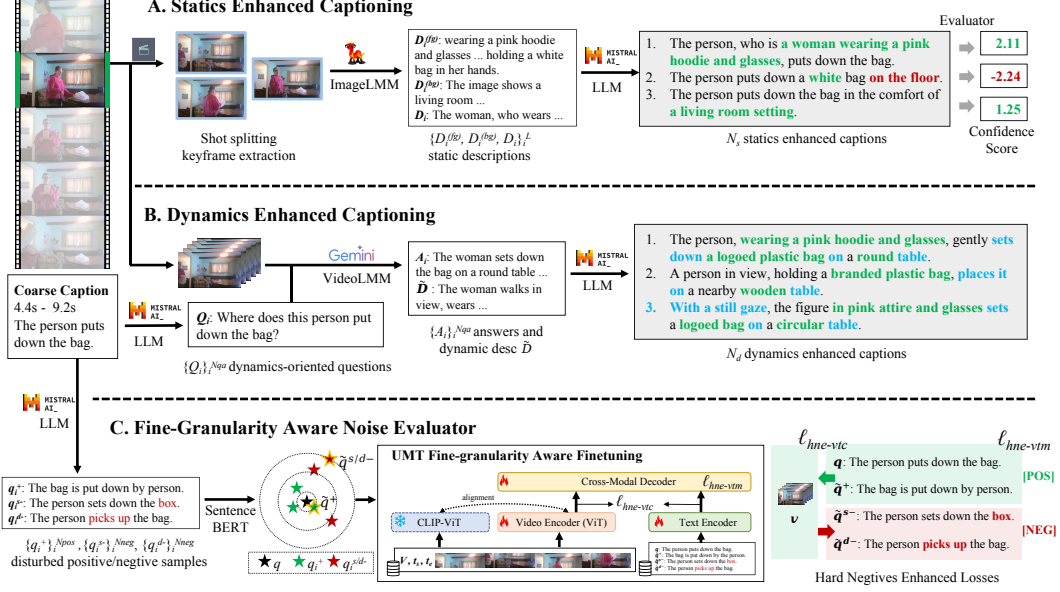 A. Statics Enhanced Captioning
Shot splitting
keyframe extraction
ImageLMM
D_i^(fg): wearing a pink hoodie
and glasses ... holding a white
bag in her hands.
D_i^(bg): The image shows a
living room ...
D_i: The woman, who wears ...
{D_i^(fg), D_i^(bg), D_i}_i^L
static descriptions
MISTRAL
AI_
LLM
1. The person, who is a woman wearing a pink
hoodie and glasses, puts down the bag.
2. The person puts down a white bag on the floor.
3. The person puts down the bag in the comfort of
a living room setting.
N_s statics enhanced captions
Evaluator
2.11
-2.24
1.25
Confidence
Score
B. Dynamics Enhanced Captioning
Coarse Caption
4.4s - 9.2s
The person puts
down the bag.
MISTRAL
AI_
LLM
Gemini
VideoLMM
Q_i: Where does this person put
down the bag?
{Q_i}_i^Nqa dynamics-oriented questions
A_i: The woman sets down
the bag on a round table ...
D̃ : The woman walks in
view, wears ...
{A_i}_i^Nqa answers and
dynamic desc D̃
MISTRAL
AI_
LLM
1. The person, wearing a pink hoodie and glasses, gently sets
down a logoed plastic bag on a round table.
2. A person in view, holding a branded plastic bag, places it
on a nearby wooden table.
3. With a still gaze, the figure in pink attire and glasses sets
a logoed bag on a circular table.
N_d dynamics enhanced captions
MISTRAL
AI_
LLM
C. Fine-Granularity Aware Noise Evaluator
q_i^+: The bag is put down by person.
q_i^s-: The person sets down the box.
q_i^d-: The person picks up the bag.
{q_i^+}_i^Npos, {q_i^s-}_i^Nneg, {q_i^d-}_i^Nneg
disturbed positive/negtive samples
Sentence
BERT
q̃^s/d-
q̃^+
q q_i^+ q_i^s/d-
UMT Fine-granularity Aware Finetuning
Cross-Modal Decoder
ℓ_hne-vtm
alignment
ℓ_hne-vtc
CLIP-ViT
Video Encoder (ViT)
Text Encoder
V, t_s, t_e
q: The person puts down the bag.
q̃^+: The bag is put down by person.
q̃^s-: The person sets down the box.
q̃^d-: The person picks up the bag.
ℓ_hne-vtc
ℓ_hne-vtm
q: The person puts down the bag.
[POS]
q̃^+: The bag is put down by person.
v
q̃^s-: The person sets down the box.
[NEG]
q̃^d-: The person picks up the bag.
Hard Negatives Enhanced Losses